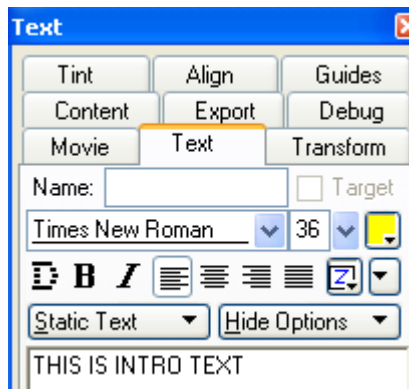 Text
Tint Align Guides
Content Export Debug
Movie Text Transform
Name: Target
Times New Roman 36
D B I Z
Static Text Hide Options
THIS IS INTRO TEXT